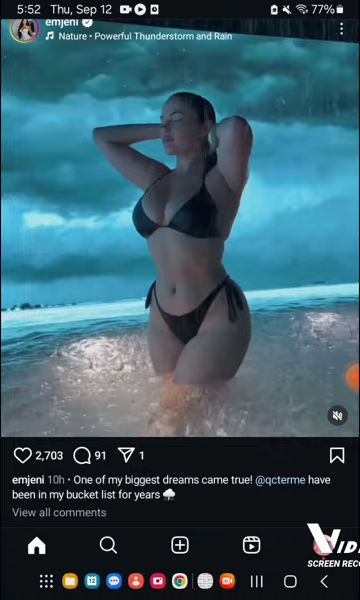 5:52 Thu, Sep 12 77%
emjeni
Nature • Powerful Thunderstorm and Rain
2,703 91 1
emjeni 10h • One of my biggest dreams came true! @qcterme have
been in my bucket list for years
View all comments
SCREEN RECO
12